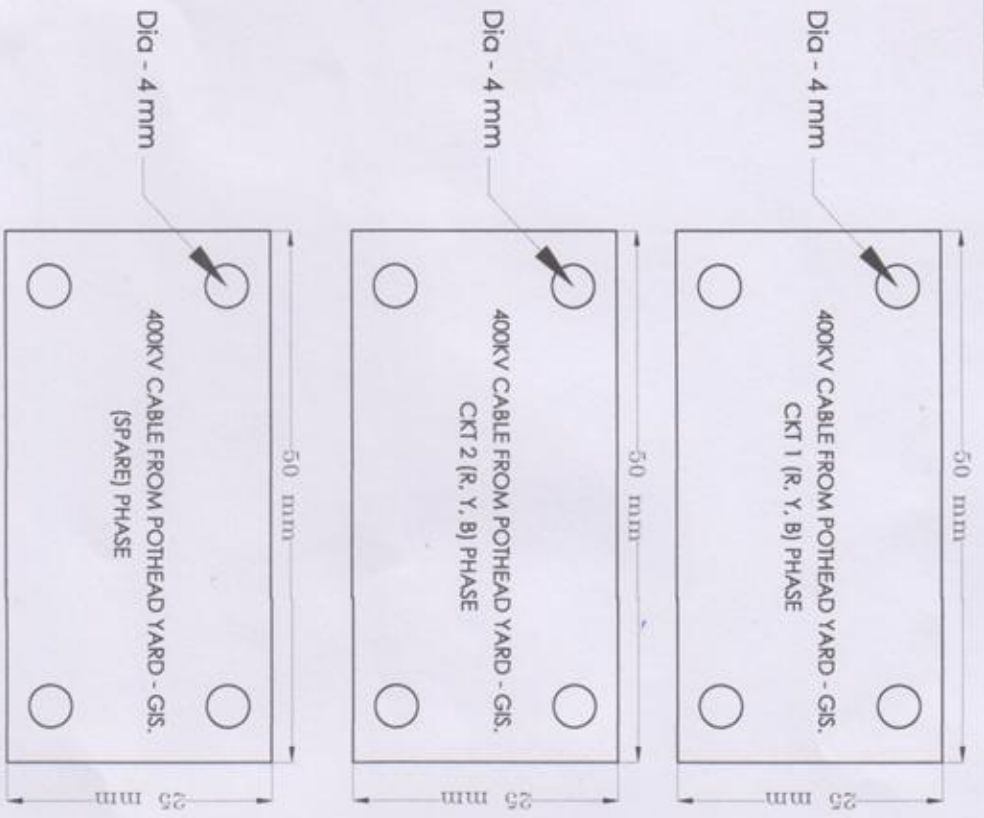 Dia - 4 mm
50 mm
400KV CABLE FROM POTHEAD YARD - GIS.
CKT 1 (R, Y, B) PHASE
25 mm
Dia - 4 mm
50 mm
400KV CABLE FROM POTHEAD YARD - GIS.
CKT 2 (R, Y, B) PHASE
25 mm
Dia - 4 mm
50 mm
400KV CABLE FROM POTHEAD YARD - GIS.
(SPARE) PHASE
25 mm